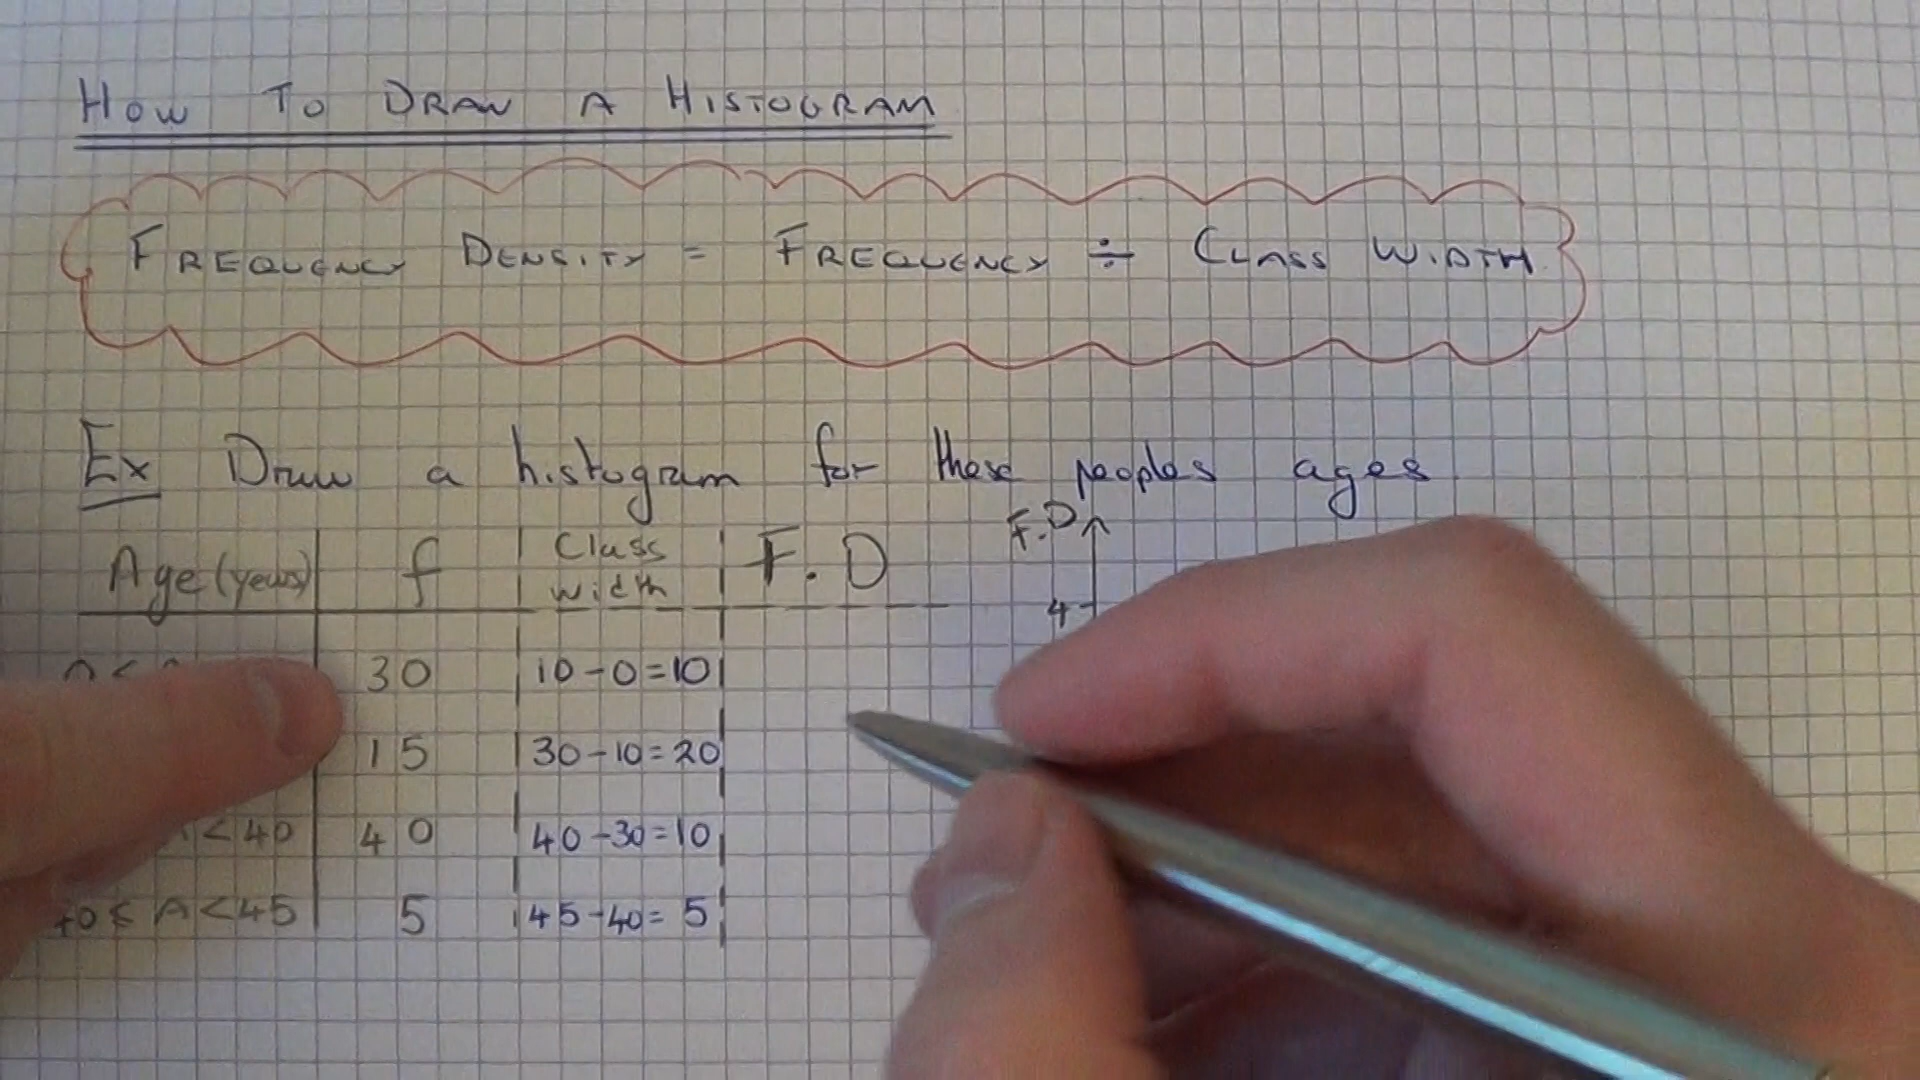 HOW TO DRAW A HISTOGRAM
FREQUENCY DENSITY = FREQUENCY ÷ CLASS WIDTH
Ex Draw a histogram for these peoples ages
Age (years) f Class width F.D
F.D
4
30 10-0=10
15 30-10=20
<40 40 40-30=10
≤ A<45 5 45-40=5